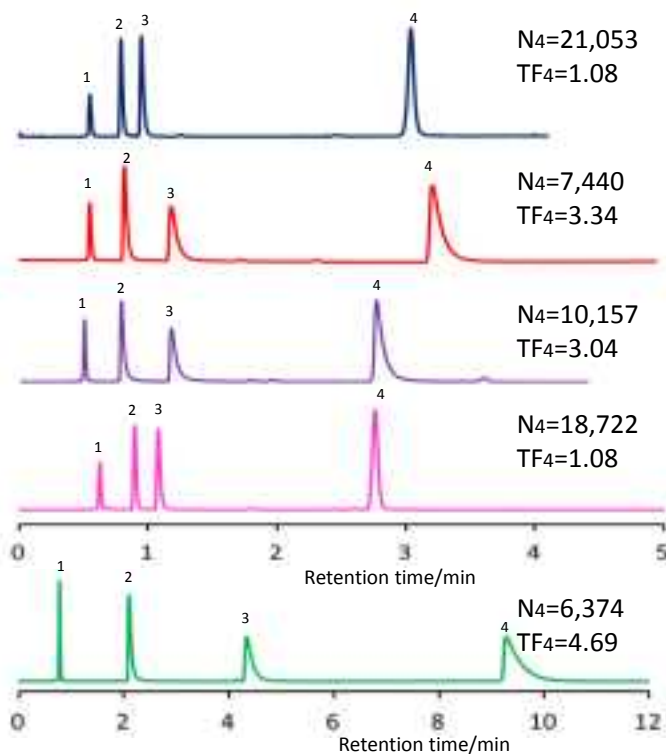 1 2 3 4
N4=21,053
TF4=1.08
1 2 3 4
N4=7,440
TF4=3.34
1 2 3 4
N4=10,157
TF4=3.04
1 2 3 4
N4=18,722
TF4=1.08
0 1 2 3 4 5
Retention time/min
1 2 3 4
N4=6,374
TF4=4.69
0 2 4 6 8 10 12
Retention time/min